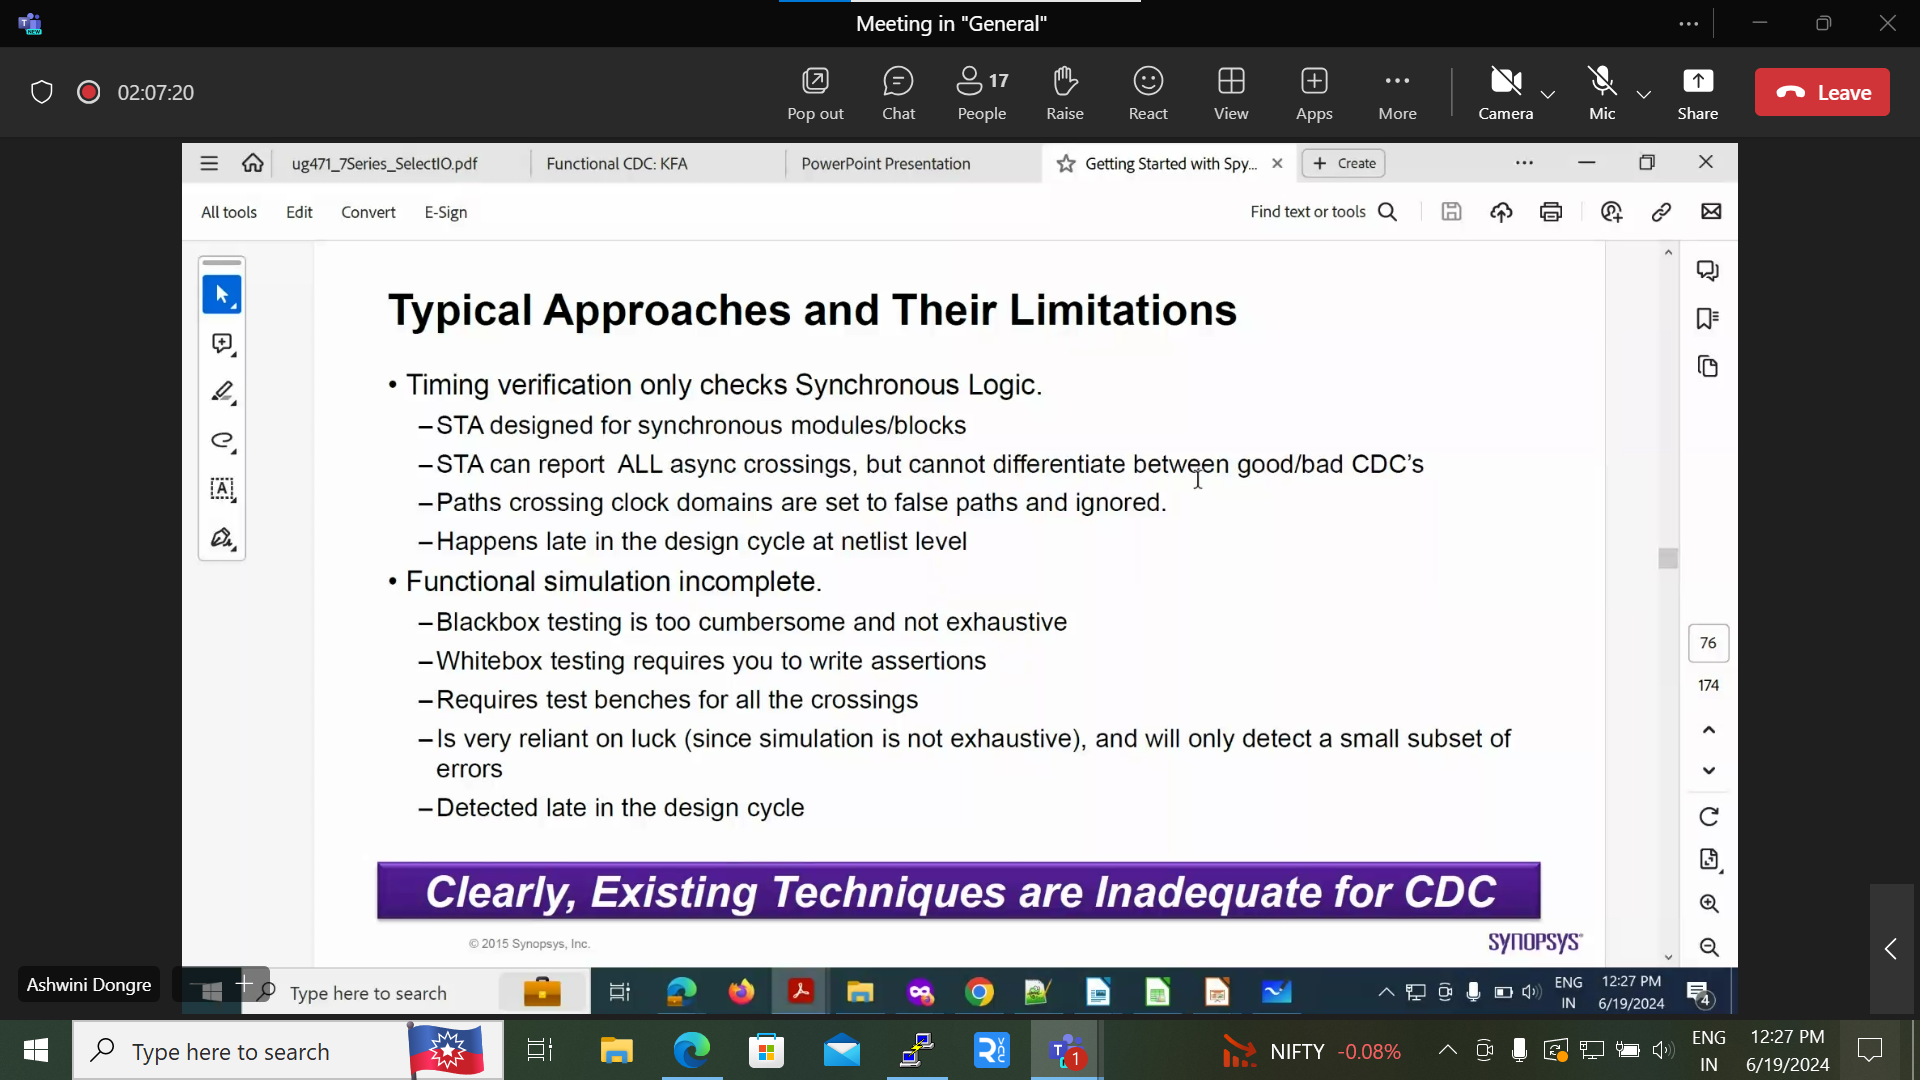 Meeting in "General"
02:07:20
Pop out
Chat
17
People
Raise
React
View
Apps
More
Camera
Mic
Share
Leave
ug471_7Series_SelectIO.pdf
Functional CDC: KFA
PowerPoint Presentation
Getting Started with Spy...
Create
All tools
Edit
Convert
E-Sign
Find text or tools
Typical Approaches and Their Limitations
• Timing verification only checks Synchronous Logic.
– STA designed for synchronous modules/blocks
– STA can report ALL async crossings, but cannot differentiate between good/bad CDC's
– Paths crossing clock domains are set to false paths and ignored.
– Happens late in the design cycle at netlist level
• Functional simulation incomplete.
– Blackbox testing is too cumbersome and not exhaustive
– Whitebox testing requires you to write assertions
– Requires test benches for all the crossings
– Is very reliant on luck (since simulation is not exhaustive), and will only detect a small subset of
errors
– Detected late in the design cycle
Clearly, Existing Techniques are Inadequate for CDC
© 2015 Synopsys, Inc.
SYNOPSYS
76
174
Ashwini Dongre
Type here to search
ENG
IN
12:27 PM
6/19/2024
4
Type here to search
1
NIFTY -0.08%
ENG
IN
12:27 PM
6/19/2024